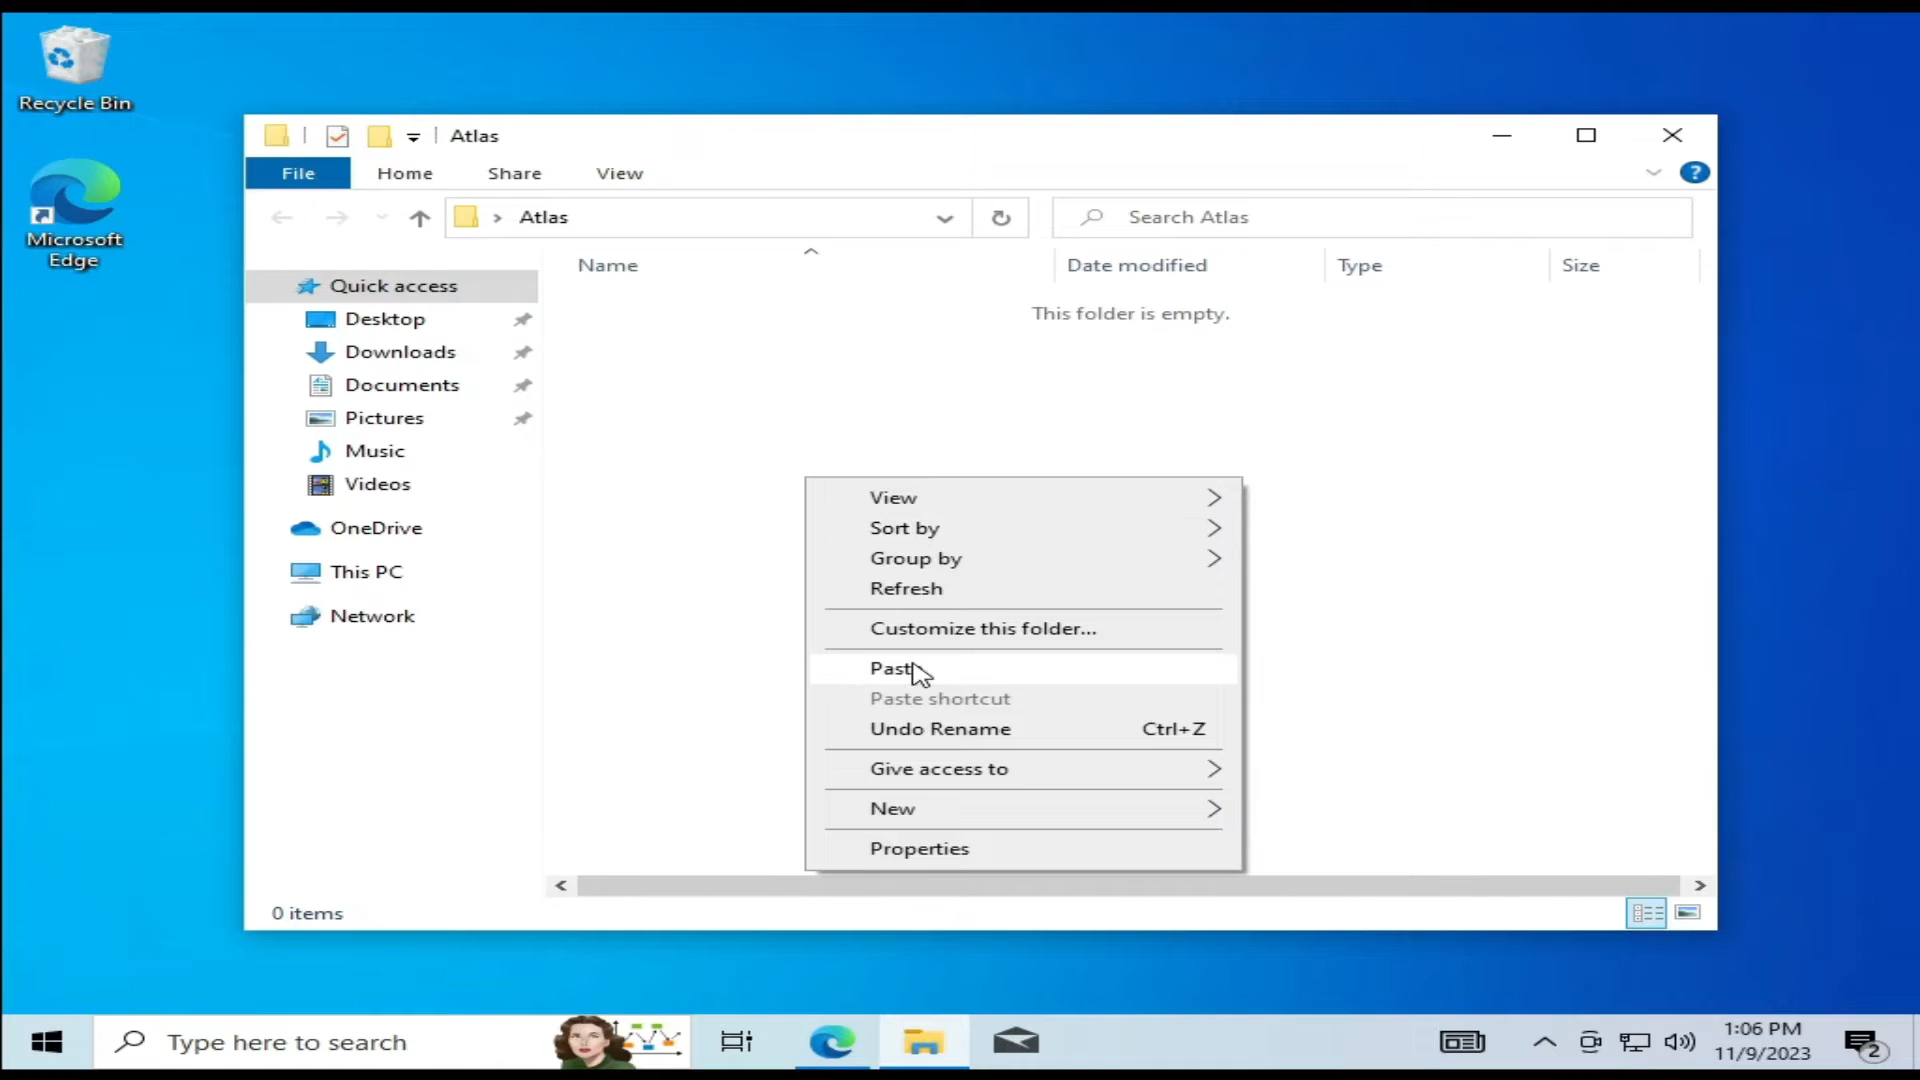 Recycle Bin
Microsoft
Edge
Atlas
File Home Share View
Atlas
Search Atlas
Name Date modified Type Size
This folder is empty.
Quick access
Desktop
Downloads
Documents
Pictures
Music
Videos
OneDrive
This PC
Network
View
Sort by
Group by
Refresh
Customize this folder...
Paste
Paste shortcut
Undo Rename Ctrl+Z
Give access to
New
Properties
0 items
Type here to search
1:06 PM
11/9/2023
2